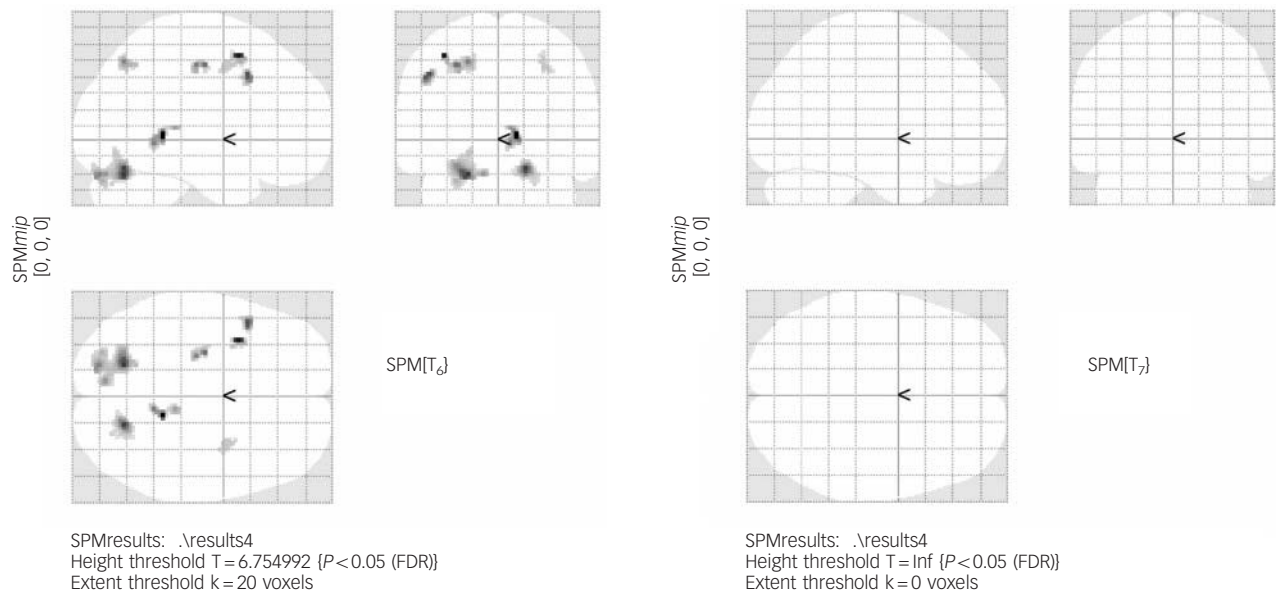 SPMmip
[0, 0, 0]
<
<
<
SPM[T₆}
SPMresults: .\results4
Height threshold T=6.754992 {P<0.05 (FDR)}
Extent threshold k=20 voxels
SPMmip
[0, 0, 0]
<
<
<
SPM[T₇}
SPMresults: .\results4
Height threshold T=Inf {P<0.05 (FDR)}
Extent threshold k=0 voxels